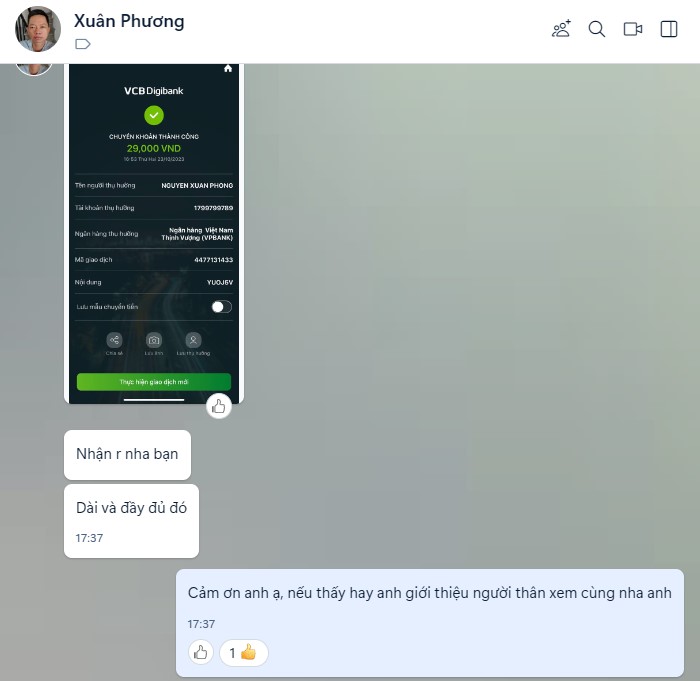 Xuân Phương
VCB Digibank
CHUYỂN KHOẢN THÀNH CÔNG
29,000 VND
16:53 Thứ Hai 23/10/2023
Tên người thụ hưởng NGUYEN XUAN PHONG
Tài khoản thụ hưởng 1799799789
Ngân hàng thụ hưởng Ngân hàng Việt Nam
Thịnh Vượng (VPBANK)
Mã giao dịch 4477131433
Nội dung YUOJ5V
Lưu mẫu chuyển tiền
Chia sẻ Lưu ảnh Lưu thụ hưởng
Thực hiện giao dịch mới
Nhận r nha bạn
Dài và đầy đủ đó
17:37
Cảm ơn anh ạ, nếu thấy hay anh giới thiệu người thân xem cùng nha anh
17:37
1